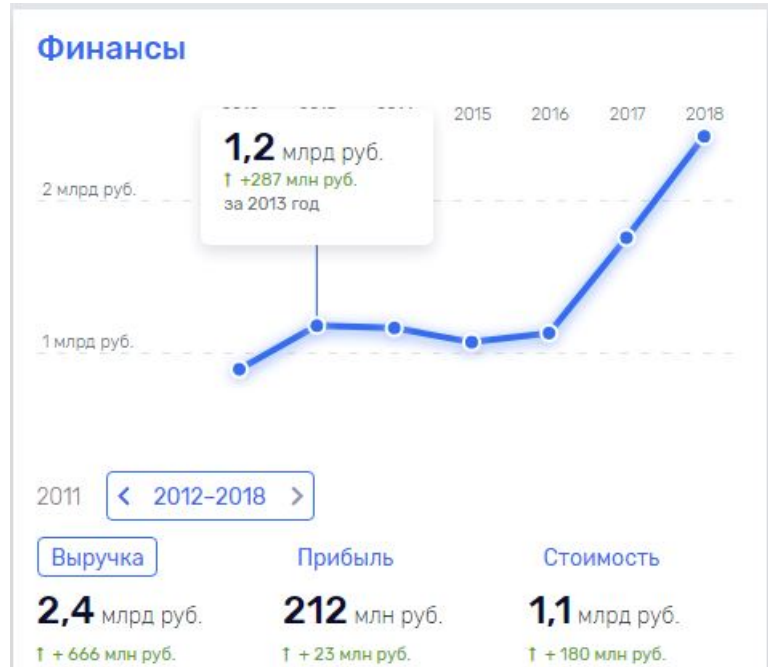 Финансы
2015 2016 2017 2018
1,2 млрд руб.
↑ +287 млн руб.
за 2013 год
2 млрд руб.
1 млрд руб.
2011 < 2012–2018 >
Выручка Прибыль Стоимость
2,4 млрд руб. 212 млн руб. 1,1 млрд руб.
↑ + 666 млн руб. ↑ + 23 млн руб. ↑ + 180 млн руб.